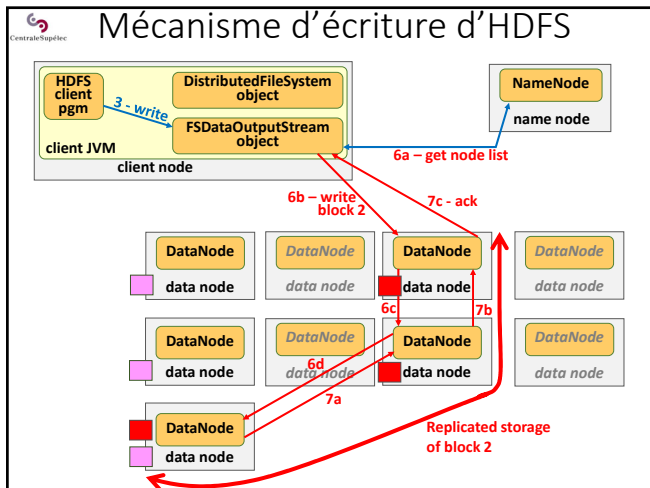 CentraleSupélec
Mécanisme d'écriture d'HDFS
HDFS
client
pgm
3 - write
DistributedFileSystem
object
FSDataOutputStream
object
client JVM
client node
NameNode
name node
6a – get node list
6b – write
block 2
7c - ack
DataNode
data node
DataNode
data node
DataNode
data node
DataNode
data node
6c
7b
DataNode
data node
DataNode
data node
DataNode
data node
DataNode
data node
6d
7a
DataNode
data node
Replicated storage
of block 2